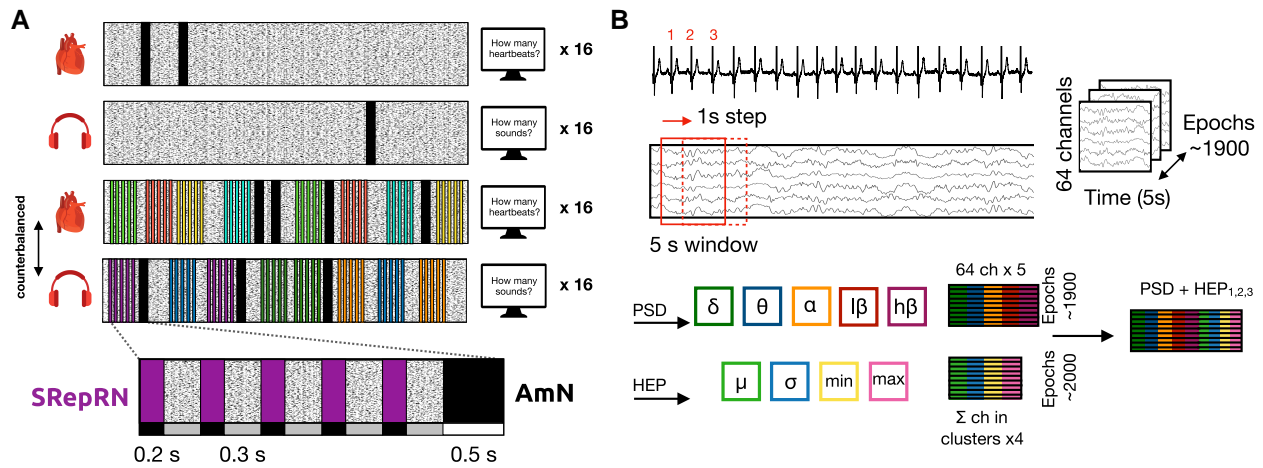 A
How many
heartbeats?
x 16
How many
sounds?
x 16
counterbalanced
How many
heartbeats?
x 16
How many
sounds?
x 16
SRepRN
AmN
0.2 s
0.3 s
0.5 s
B
1 2 3
1s step
5 s window
64 channels
Time (5s)
Epochs
~1900
PSD
δ
θ
α
lβ
hβ
64 ch x 5
Epochs
~1900
HEP
μ
σ
min
max
Epochs
~2000
Σ ch in
clusters x4
PSD + HEP1,2,3